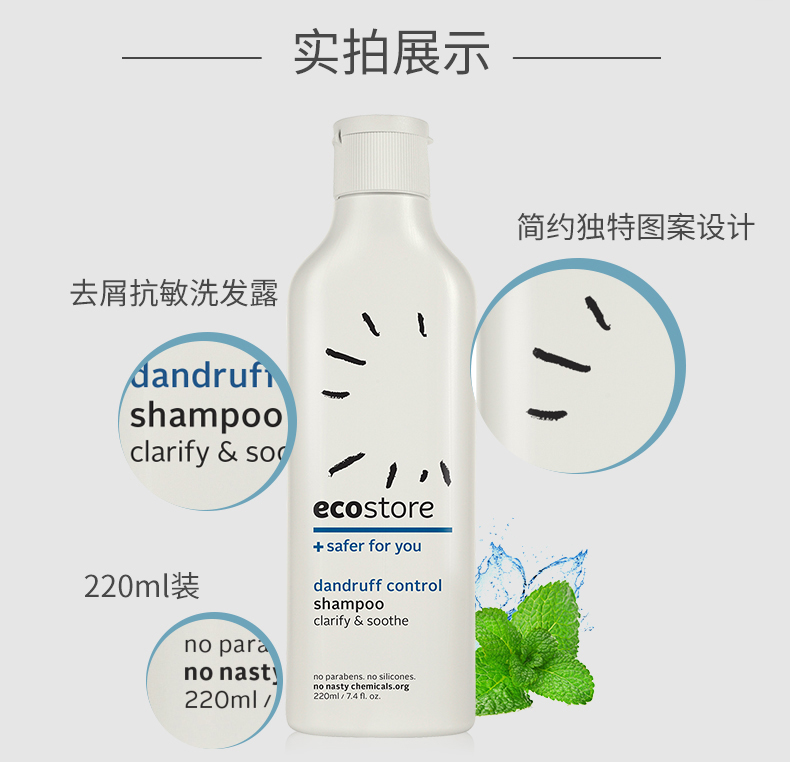 实拍展示
简约独特图案设计
去屑抗敏洗发露
dandruff
shampoo
clarify & soo
220ml装
no para
no nasty
220ml /
ecostore
+ safer for you
dandruff control
shampoo
clarify & soothe
no parabens. no silicones.
no nasty chemicals.org
220ml / 7.4 fl. oz.